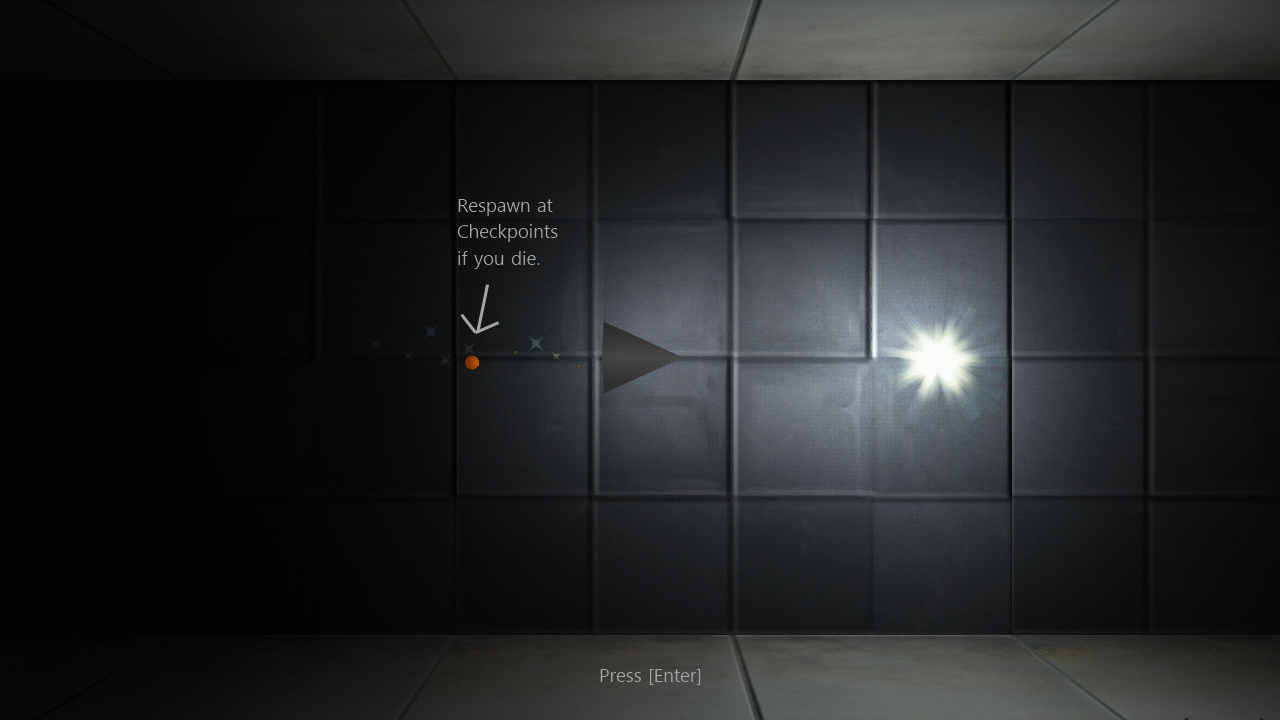 Respawn at
Checkpoints
if you die.
Press [Enter]